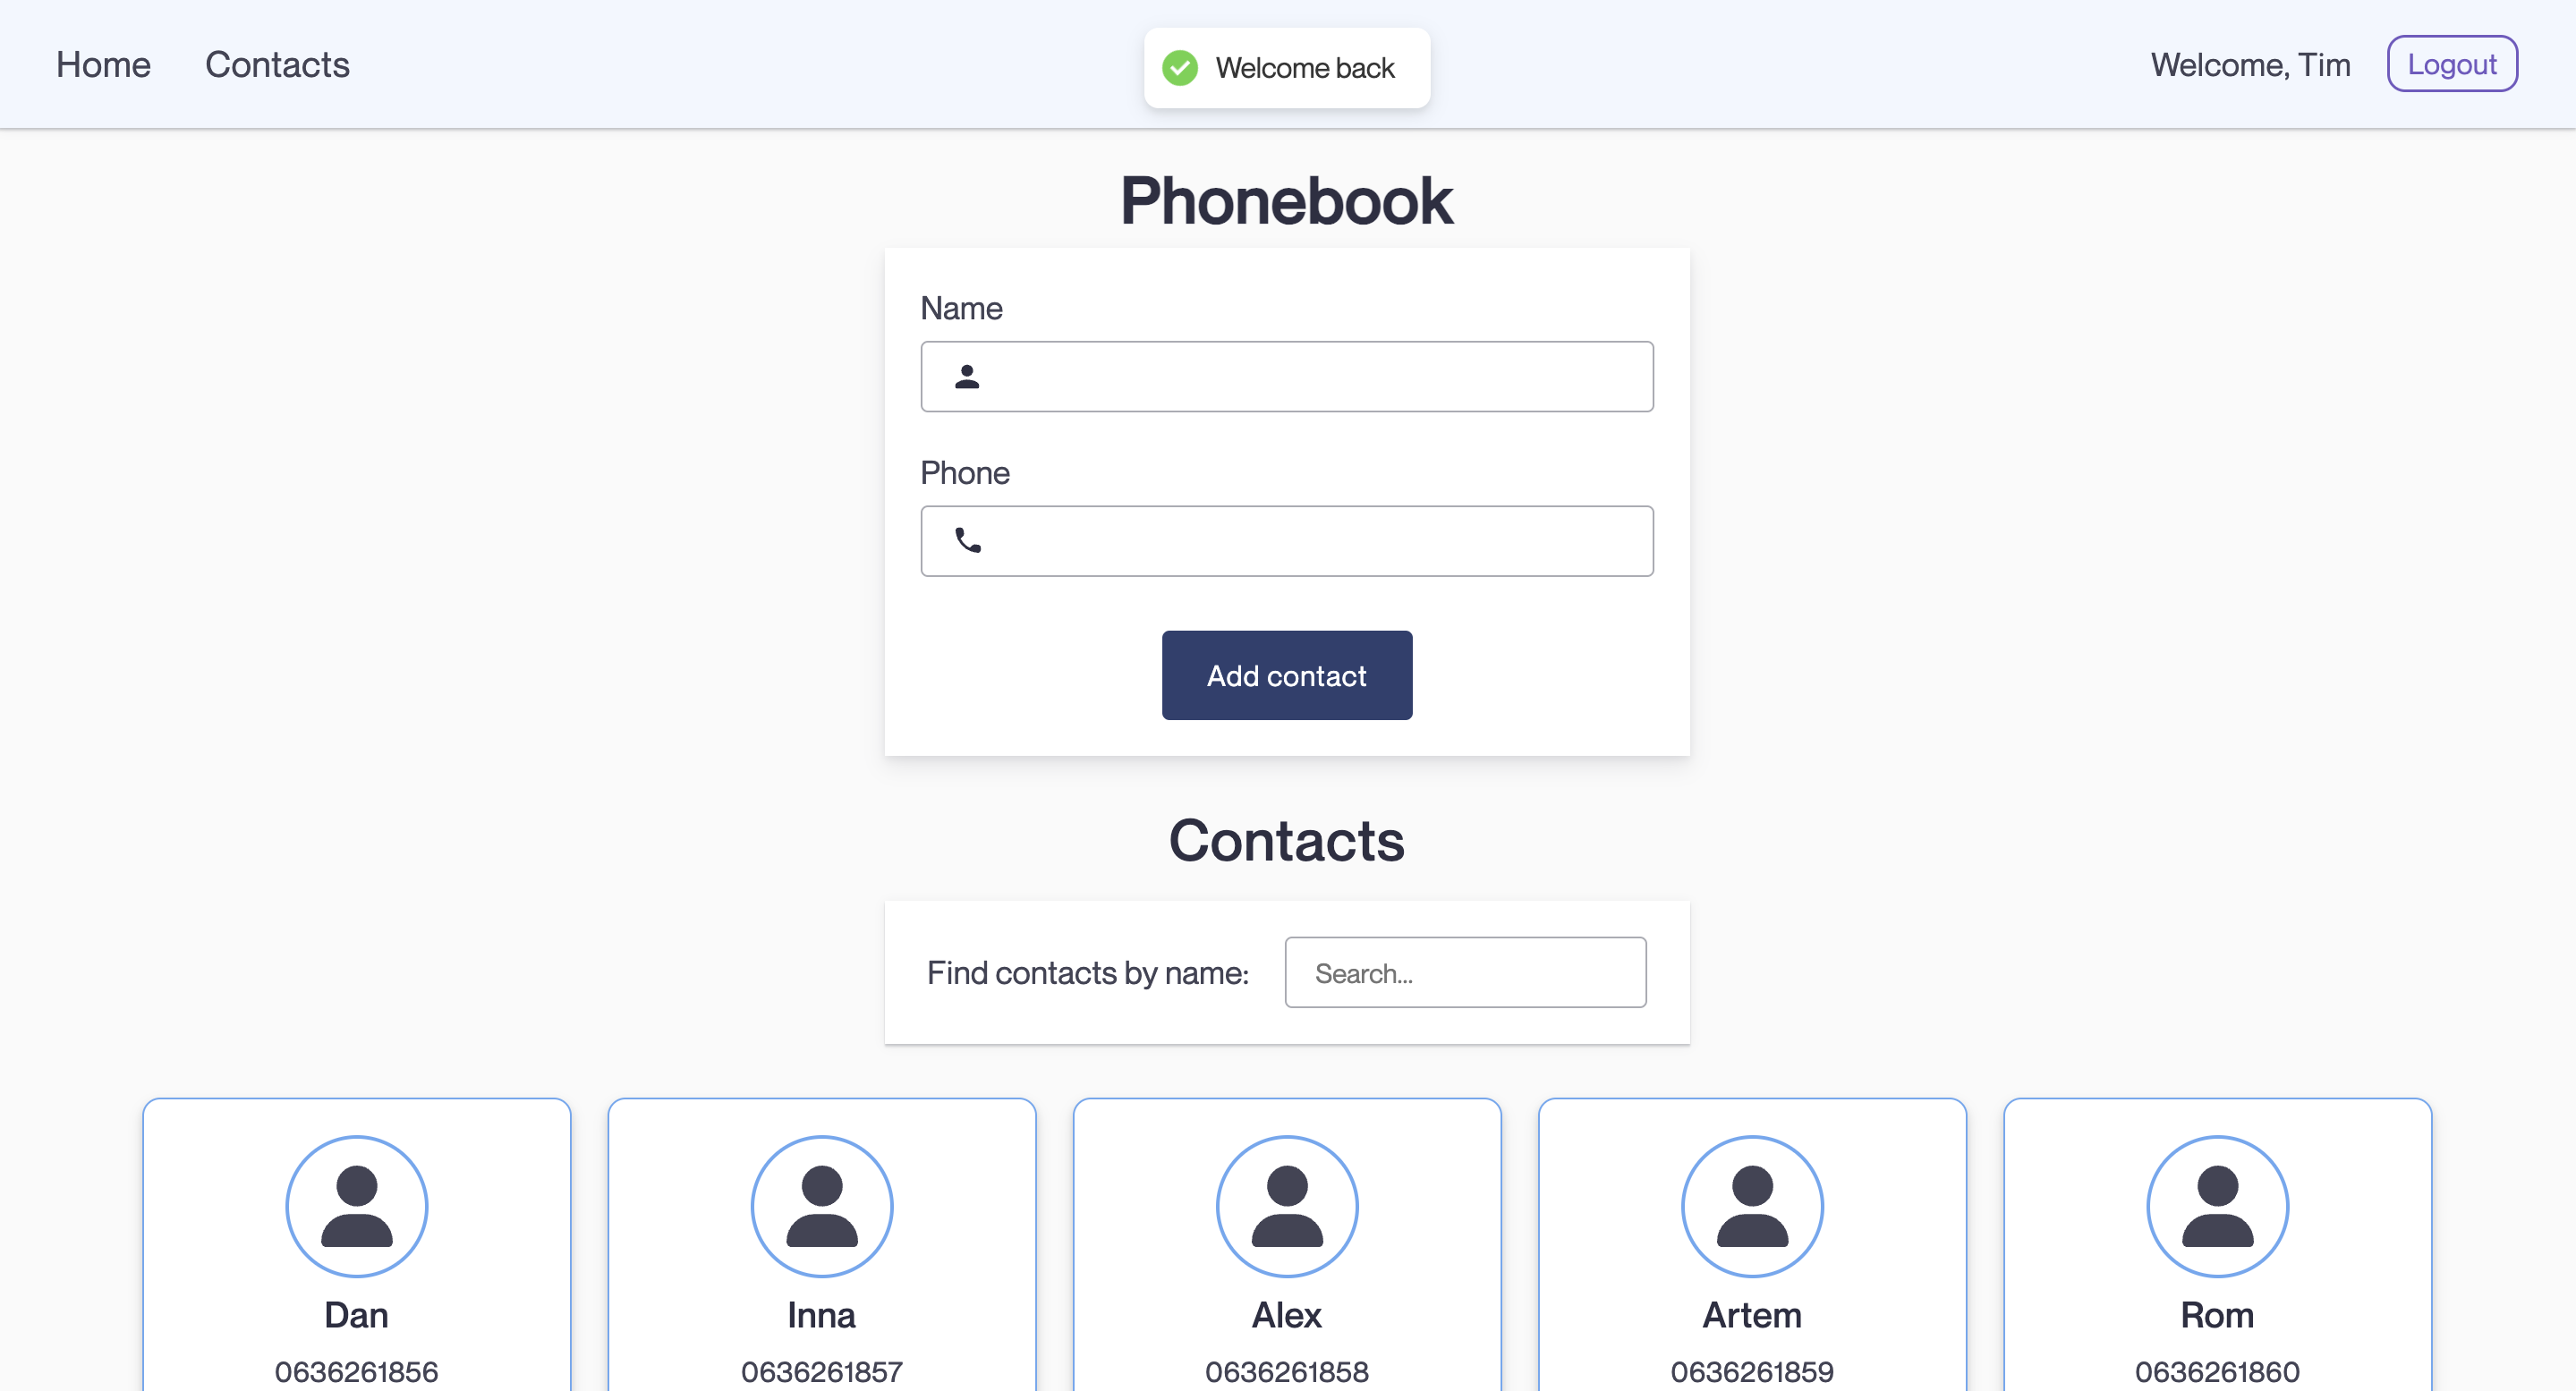 Home Contacts Welcome back Welcome, Tim Logout
Phonebook
Name
Phone
Add contact
Contacts
Find contacts by name: Search...
Dan Inna Alex Artem Rom
0636261856 0636261857 0636261858 0636261859 0636261860